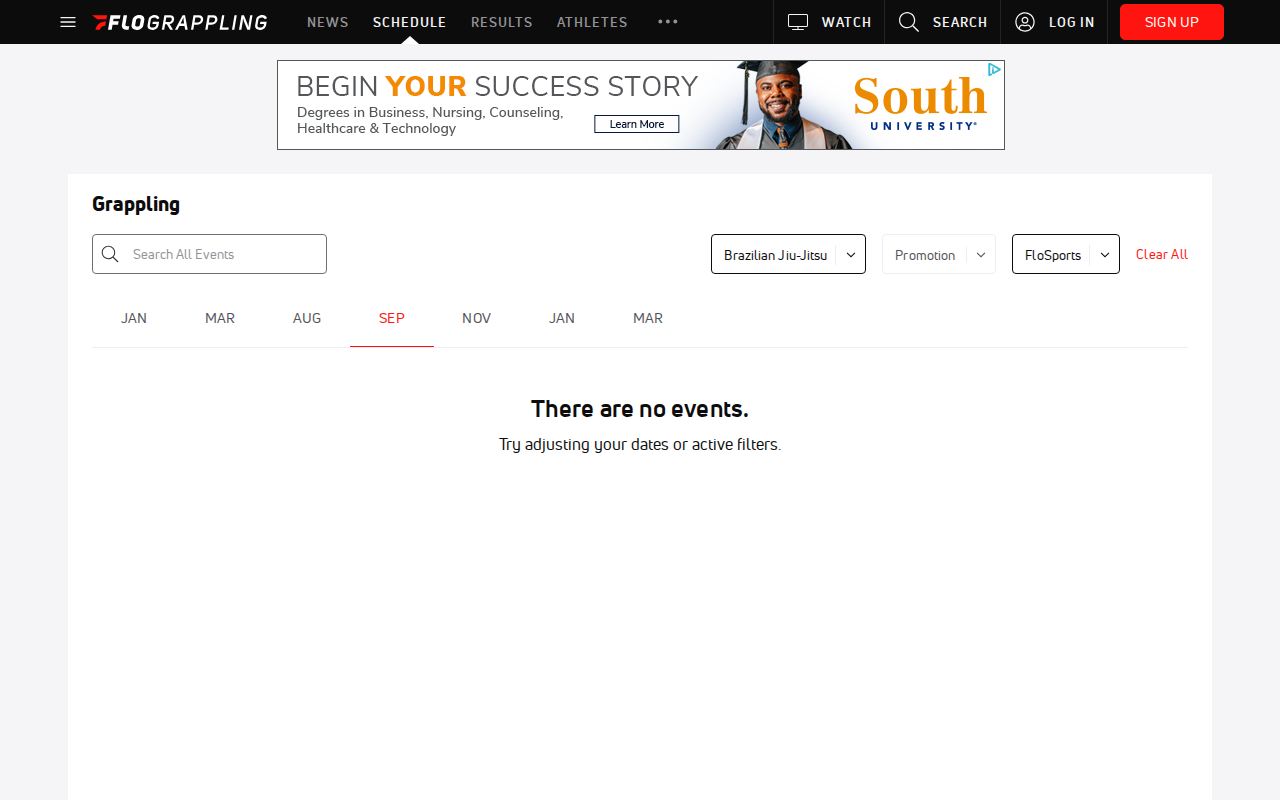 FLOGRAPPLING NEWS SCHEDULE RESULTS ATHLETES WATCH SEARCH LOG IN SIGN UP
BEGIN YOUR SUCCESS STORY
Degrees in Business, Nursing, Counseling,
Healthcare & Technology
Learn More
South
UNIVERSITY®
Grappling
Search All Events Brazilian Jiu-Jitsu Promotion FloSports Clear All
JAN MAR AUG SEP NOV JAN MAR
There are no events.
Try adjusting your dates or active filters.